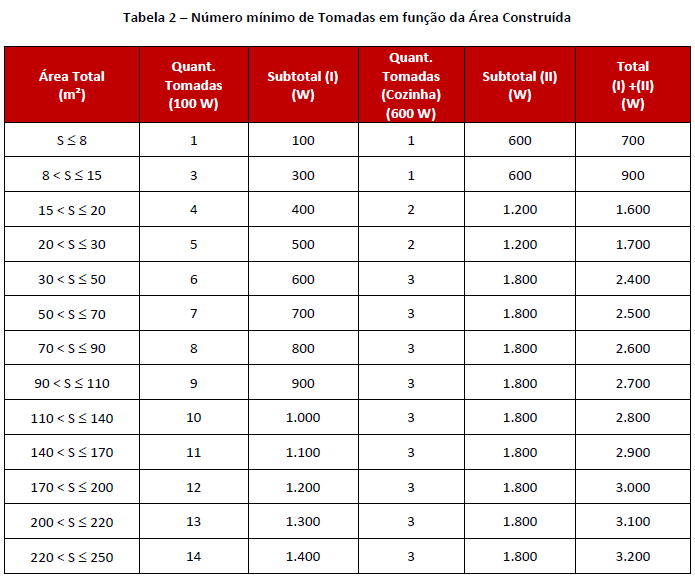 Tabela 2 – Número mínimo de Tomadas em função da Área Construída
Área Total (m²) Quant. Tomadas (100 W) Subtotal (I) (W) Quant. Tomadas (Cozinha) (600 W) Subtotal (II) (W) Total (I) +(II) (W)
S ≤ 8 1 100 1 600 700
8 < S ≤ 15 3 300 1 600 900
15 < S ≤ 20 4 400 2 1.200 1.600
20 < S ≤ 30 5 500 2 1.200 1.700
30 < S ≤ 50 6 600 3 1.800 2.400
50 < S ≤ 70 7 700 3 1.800 2.500
70 < S ≤ 90 8 800 3 1.800 2.600
90 < S ≤ 110 9 900 3 1.800 2.700
110 < S ≤ 140 10 1.000 3 1.800 2.800
140 < S ≤ 170 11 1.100 3 1.800 2.900
170 < S ≤ 200 12 1.200 3 1.800 3.000
200 < S ≤ 220 13 1.300 3 1.800 3.100
220 < S ≤ 250 14 1.400 3 1.800 3.200